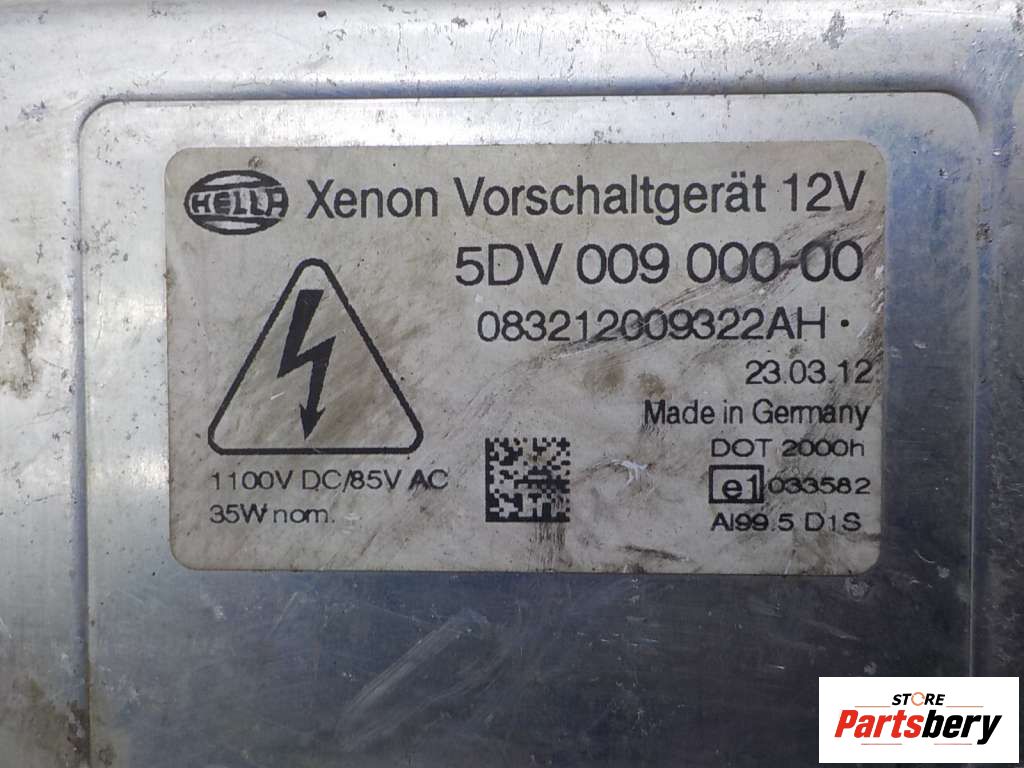 HELLA Xenon Vorschaltgerät 12V
5DV 009 000-00
083212009322AH ·
23.03.12
Made in Germany
DOT 2000h
1100V DC/85V AC
e1 033582
35W nom.
Al99.5 D1S
STORE
Partsbery